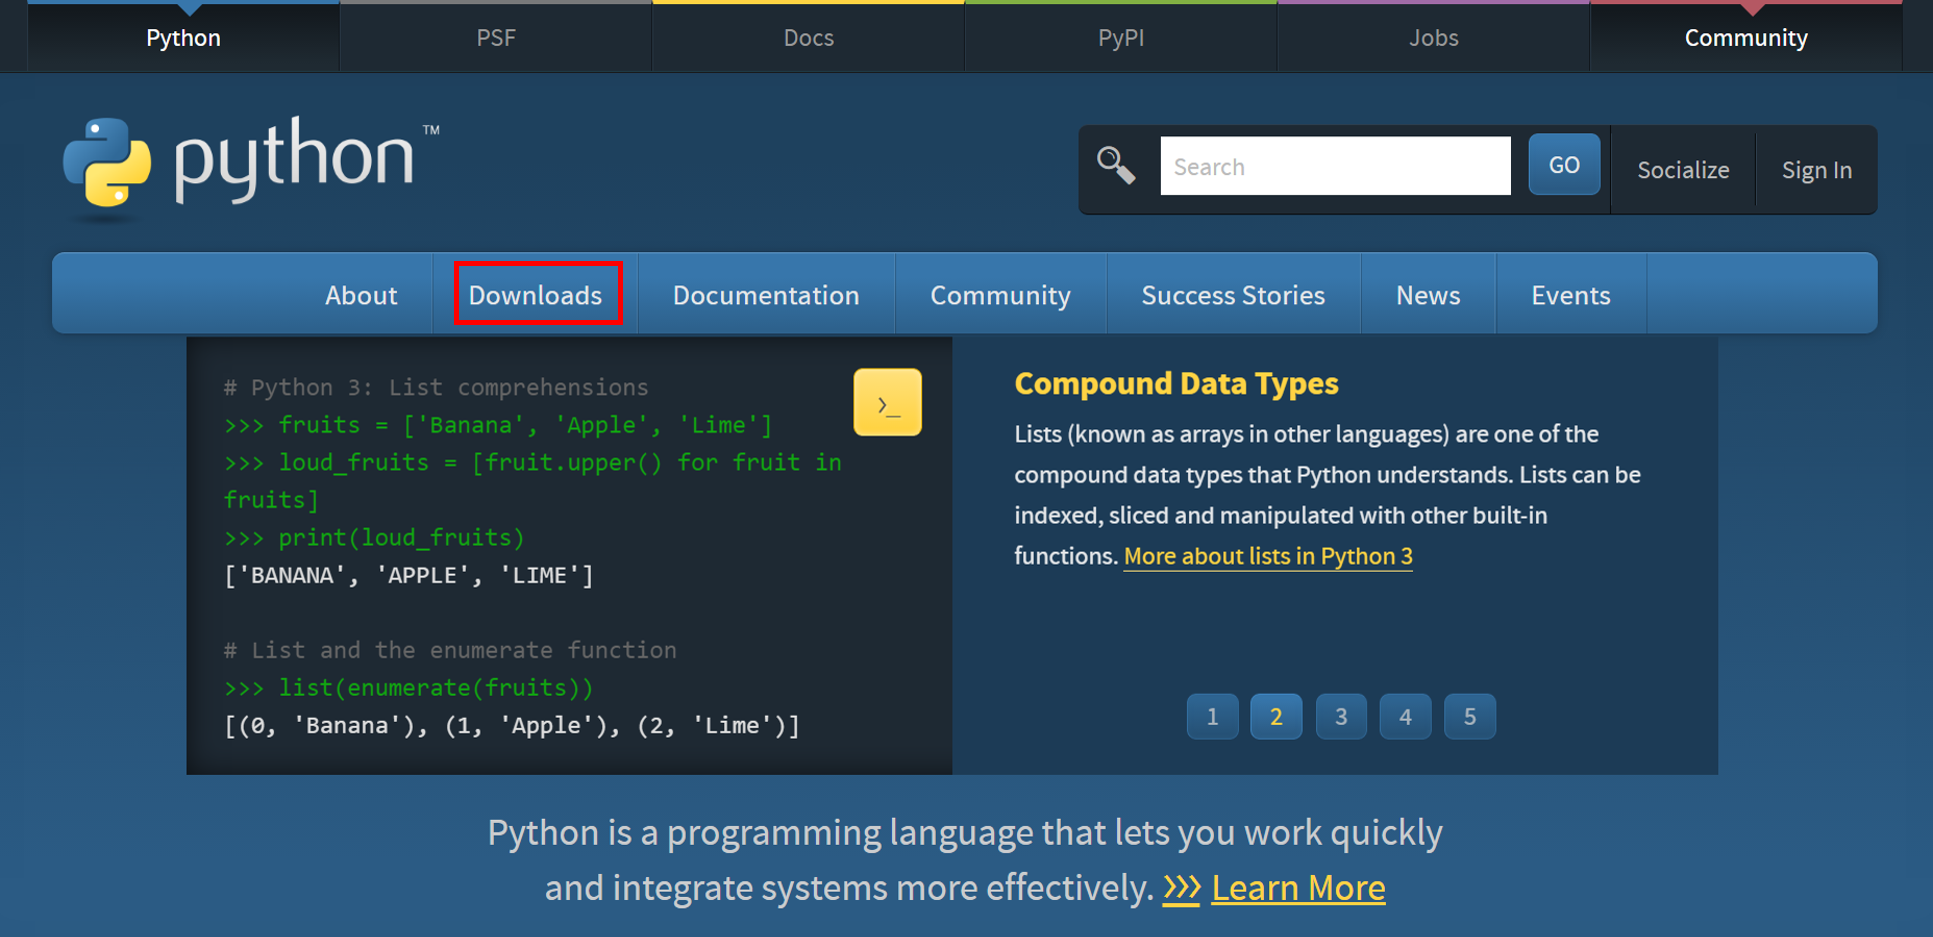 Python PSF Docs PyPI Jobs Community
python™
Search GO Socialize Sign In
About Downloads Documentation Community Success Stories News Events
# Python 3: List comprehensions
>>> fruits = ['Banana', 'Apple', 'Lime']
>>> loud_fruits = [fruit.upper() for fruit in
fruits]
>>> print(loud_fruits)
['BANANA', 'APPLE', 'LIME']
# List and the enumerate function
>>> list(enumerate(fruits))
[(0, 'Banana'), (1, 'Apple'), (2, 'Lime')]
>_
Compound Data Types
Lists (known as arrays in other languages) are one of the
compound data types that Python understands. Lists can be
indexed, sliced and manipulated with other built-in
functions. More about lists in Python 3
1 2 3 4 5
Python is a programming language that lets you work quickly
and integrate systems more effectively. >>> Learn More